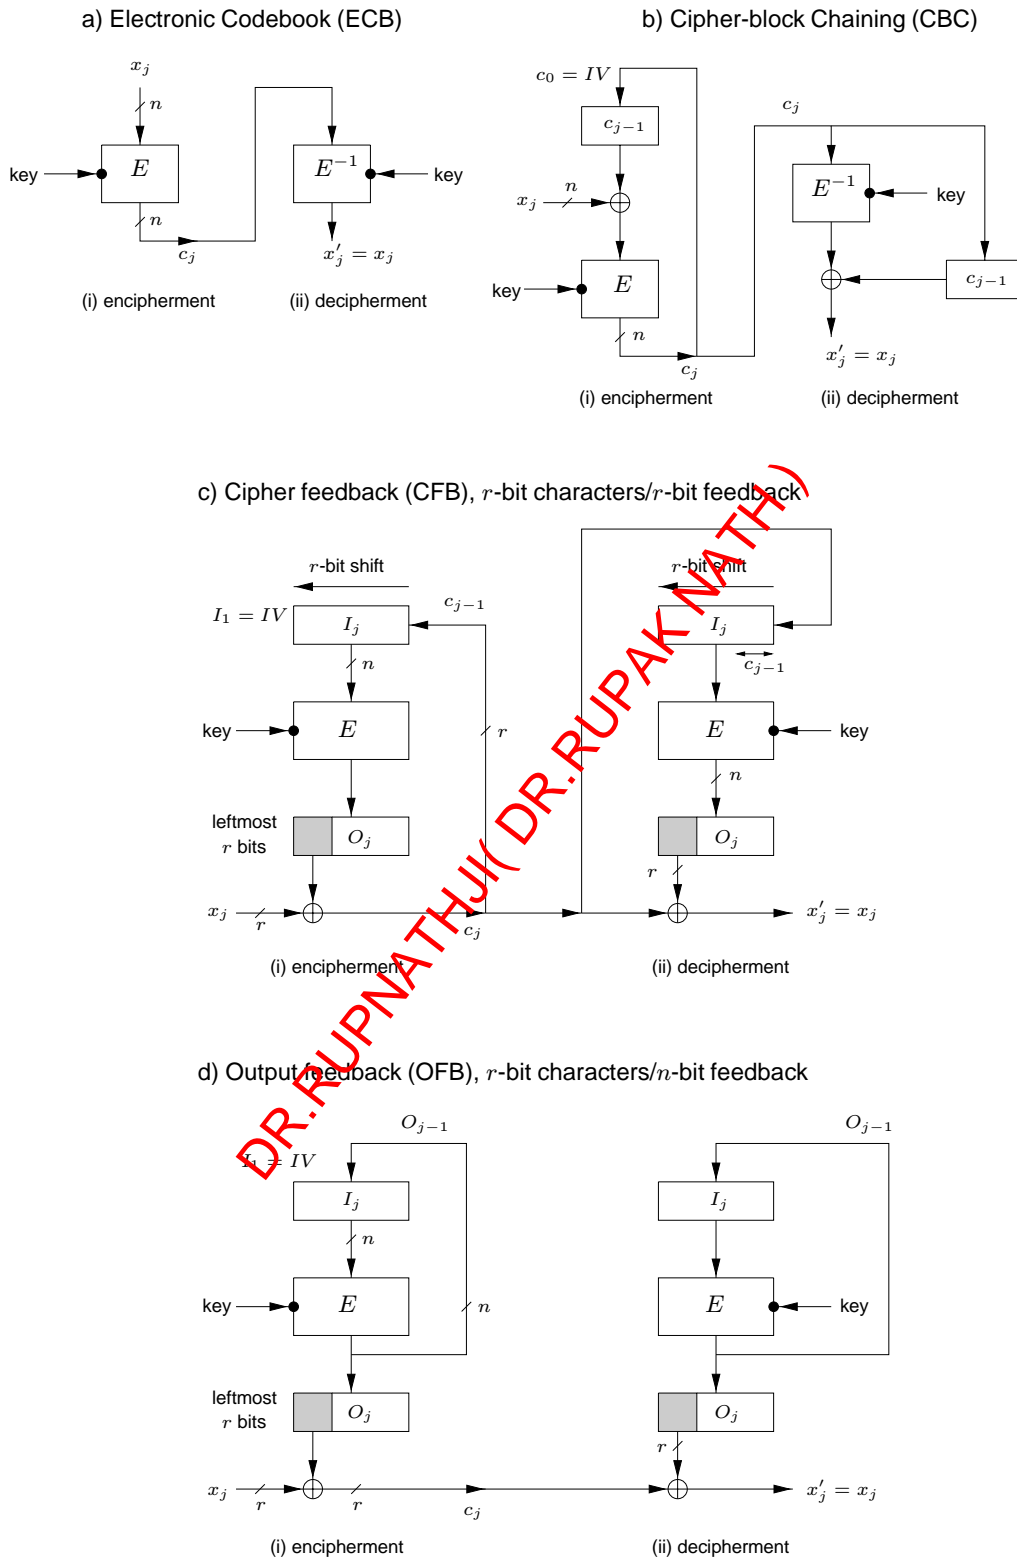 a) Electronic Codebook (ECB)
x_j
n
key
E
n
c_j
E^{-1}
key
x'_j = x_j
(i) encipherment
(ii) decipherment
b) Cipher-block Chaining (CBC)
c_0 = IV
c_{j−1}
n
x_j
key
E
n
c_j
c_j
E^{-1}
key
c_{j−1}
x'_j = x_j
(i) encipherment
(ii) decipherment
c) Cipher feedback (CFB), r-bit characters/r-bit feedback
r-bit shift
c_{j−1}
I_1 = IV
I_j
n
key
E
r
leftmost
r bits
O_j
x_j
r
c_j
(i) encipherment
r-bit shift
I_j
c_{j−1}
E
key
n
O_j
r
x'_j = x_j
(ii) decipherment
d) Output feedback (OFB), r-bit characters/n-bit feedback
O_{j−1}
I_1 = IV
I_j
n
key
E
n
leftmost
r bits
O_j
x_j
r
r
c_j
(i) encipherment
O_{j−1}
I_j
E
key
O_j
r
x'_j = x_j
(ii) decipherment
DR.RUPNATHJI( DR.RUPAK NATH )